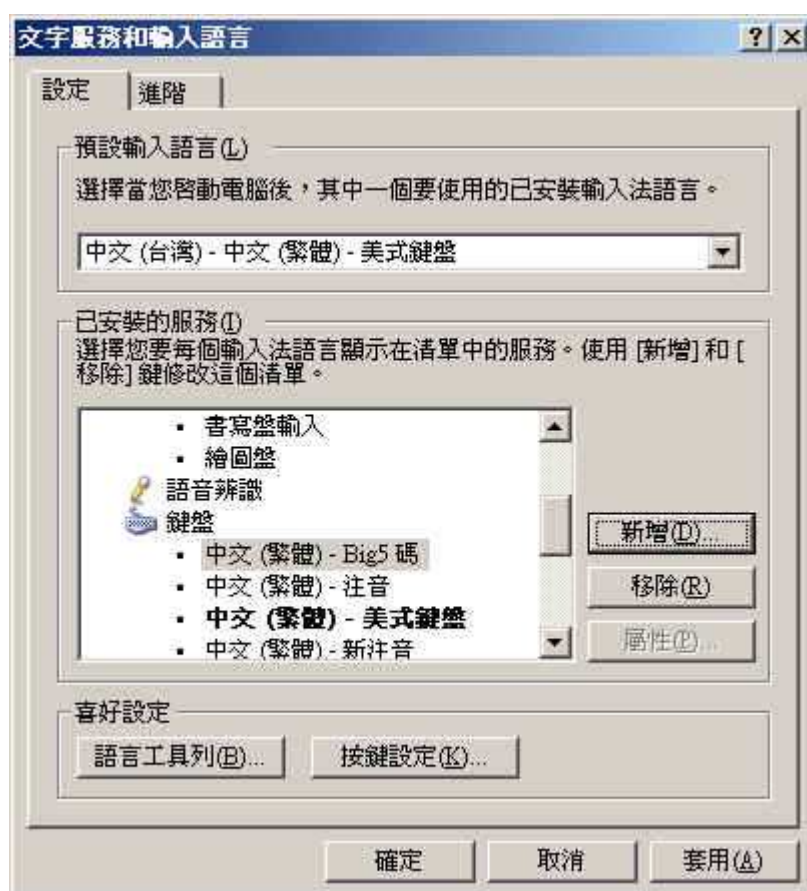 文字服務和輸入語言
設定 進階
預設輸入語言(L)
選擇當您啓動電腦後，其中一個要使用的已安裝輸入法語言。
中文 (台灣) - 中文 (繁體) - 美式鍵盤
已安裝的服務(I)
選擇您要每個輸入法語言顯示在清單中的服務。使用 [新增] 和 [
移除] 鍵修改這個清單。
書寫盤輸入
繪圖盤
語音辨識
鍵盤
中文 (繁體) - Big5 碼
中文 (繁體) - 注音
中文 (繁體) - 美式鍵盤
中文 (繁體) - 新注音
新增(D)...
移除(R)
屬性(P)...
喜好設定
語言工具列(B)... 按鍵設定(K)...
確定 取消 套用(A)